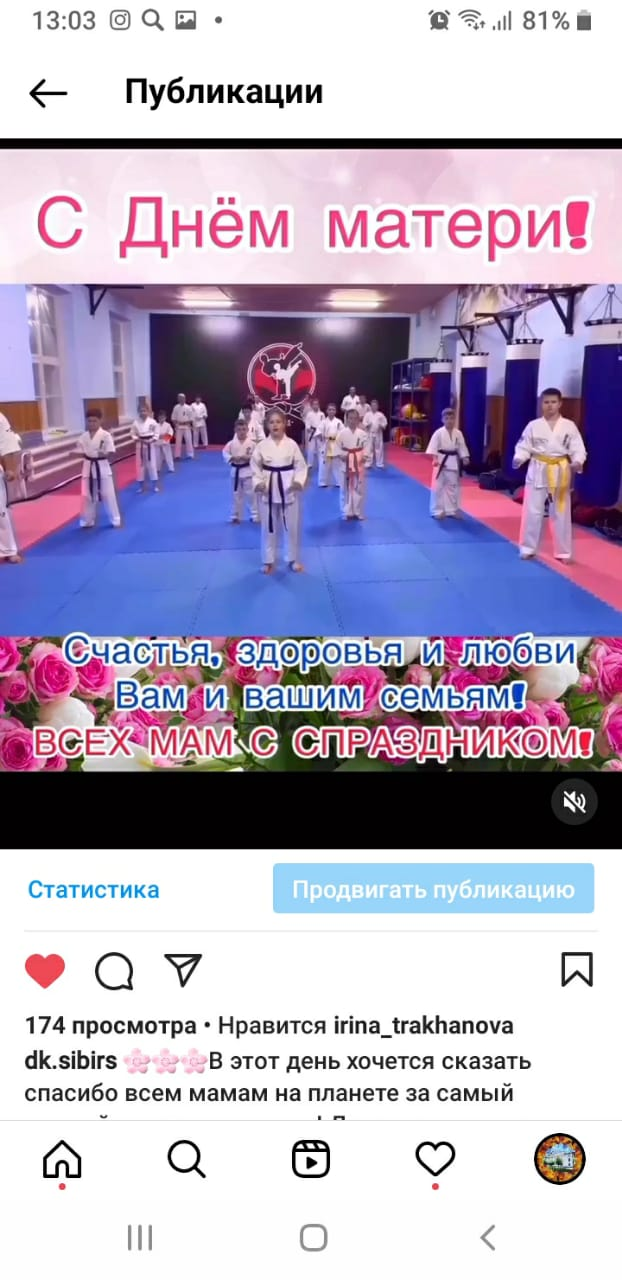 13:03
81%
Публикации
С Днём матери!
Счастья, здоровья и любви
Вам и вашим семьям!
ВСЕХ МАМ С СПРАЗДНИКОМ!
Статистика
Продвигать публикацию
174 просмотра • Нравится irina_trakhanova
dk.sibirs 🌸🌸🌸В этот день хочется сказать
спасибо всем мамам на планете за самый